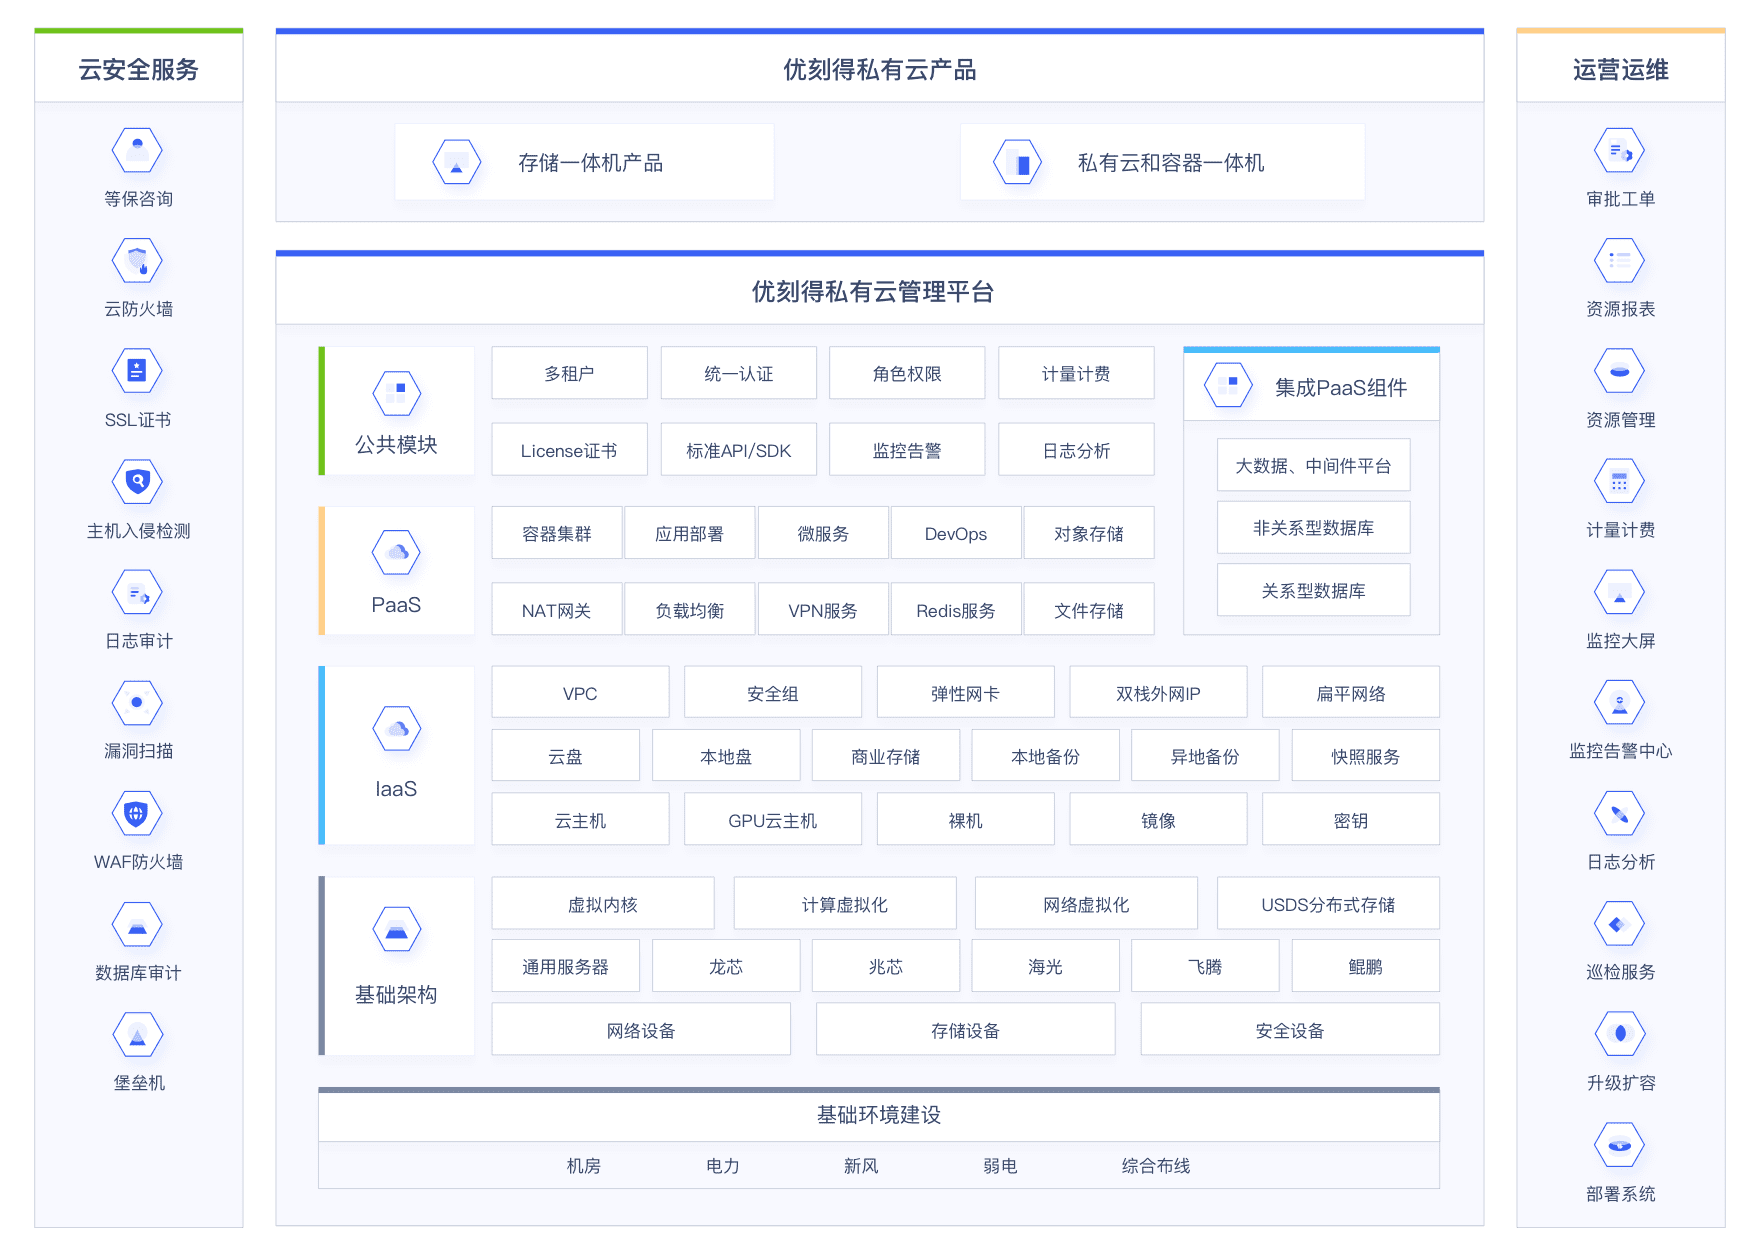 云安全服务
等保咨询
云防火墙
SSL证书
主机入侵检测
日志审计
漏洞扫描
WAF防火墙
数据库审计
堡垒机
优刻得私有云产品
存储一体机产品
私有云和容器一体机
优刻得私有云管理平台
公共模块
多租户
统一认证
角色权限
计量计费
License证书
标准API/SDK
监控告警
日志分析
PaaS
容器集群
应用部署
微服务
DevOps
对象存储
NAT网关
负载均衡
VPN服务
Redis服务
文件存储
集成PaaS组件
大数据、中间件平台
非关系型数据库
关系型数据库
IaaS
VPC
安全组
弹性网卡
双栈外网IP
扁平网络
云盘
本地盘
商业存储
本地备份
异地备份
快照服务
云主机
GPU云主机
裸机
镜像
密钥
基础架构
虚拟内核
计算虚拟化
网络虚拟化
USDS分布式存储
通用服务器
龙芯
兆芯
海光
飞腾
鲲鹏
网络设备
存储设备
安全设备
基础环境建设
机房
电力
新风
弱电
综合布线
运营运维
审批工单
资源报表
资源管理
计量计费
监控大屏
监控告警中心
日志分析
巡检服务
升级扩容
部署系统